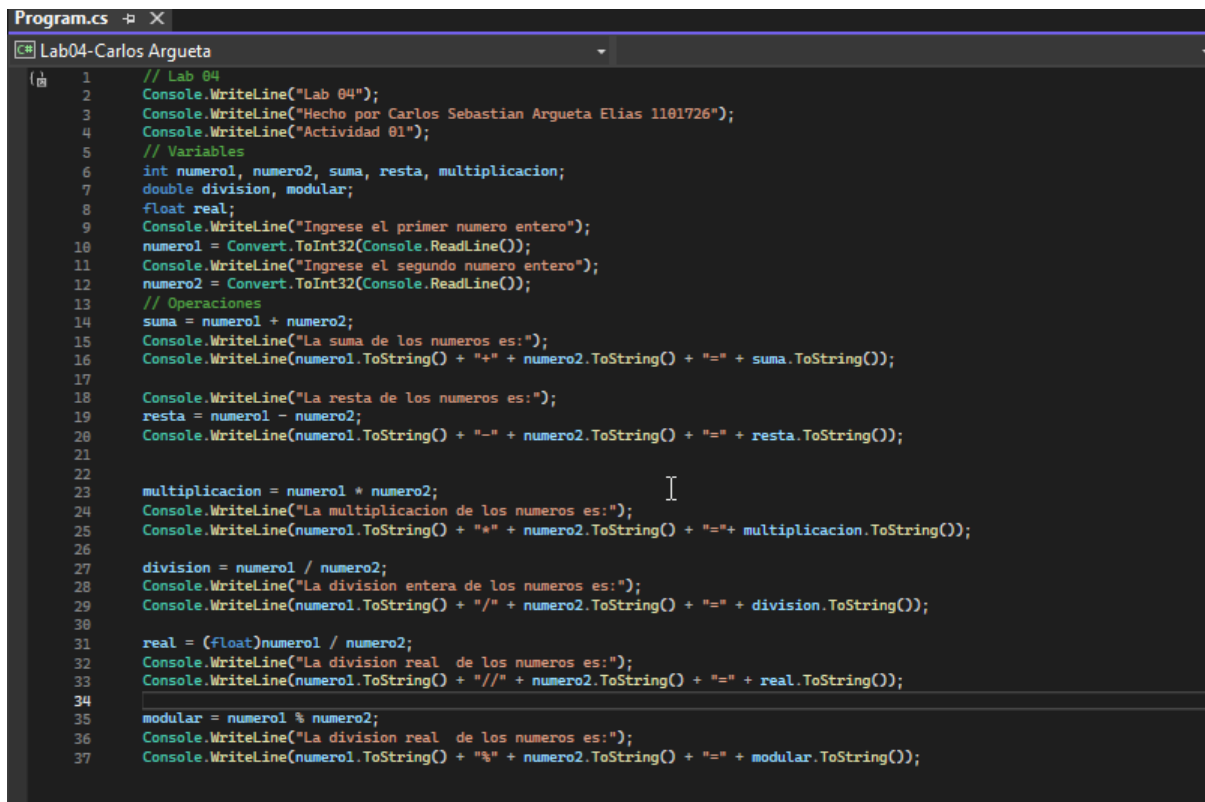 Program.cs
C# Lab04-Carlos Argueta
1 // Lab 04
2 Console.WriteLine("Lab 04");
3 Console.WriteLine("Hecho por Carlos Sebastian Argueta Elias 1101726");
4 Console.WriteLine("Actividad 01");
5 // Variables
6 int numero1, numero2, suma, resta, multiplicacion;
7 double division, modular;
8 float real;
9 Console.WriteLine("Ingrese el primer numero entero");
10 numero1 = Convert.ToInt32(Console.ReadLine());
11 Console.WriteLine("Ingrese el segundo numero entero");
12 numero2 = Convert.ToInt32(Console.ReadLine());
13 // Operaciones
14 suma = numero1 + numero2;
15 Console.WriteLine("La suma de los numeros es:");
16 Console.WriteLine(numero1.ToString() + "+" + numero2.ToString() + "=" + suma.ToString());
17
18 Console.WriteLine("La resta de los numeros es:");
19 resta = numero1 - numero2;
20 Console.WriteLine(numero1.ToString() + "-" + numero2.ToString() + "=" + resta.ToString());
21
22
23 multiplicacion = numero1 * numero2;
24 Console.WriteLine("La multiplicacion de los numeros es:");
25 Console.WriteLine(numero1.ToString() + "*" + numero2.ToString() + "="+ multiplicacion.ToString());
26
27 division = numero1 / numero2;
28 Console.WriteLine("La division entera de los numeros es:");
29 Console.WriteLine(numero1.ToString() + "/" + numero2.ToString() + "=" + division.ToString());
30
31 real = (float)numero1 / numero2;
32 Console.WriteLine("La division real  de los numeros es:");
33 Console.WriteLine(numero1.ToString() + "//" + numero2.ToString() + "=" + real.ToString());
34
35 modular = numero1 % numero2;
36 Console.WriteLine("La division real  de los numeros es:");
37 Console.WriteLine(numero1.ToString() + "%" + numero2.ToString() + "=" + modular.ToString());